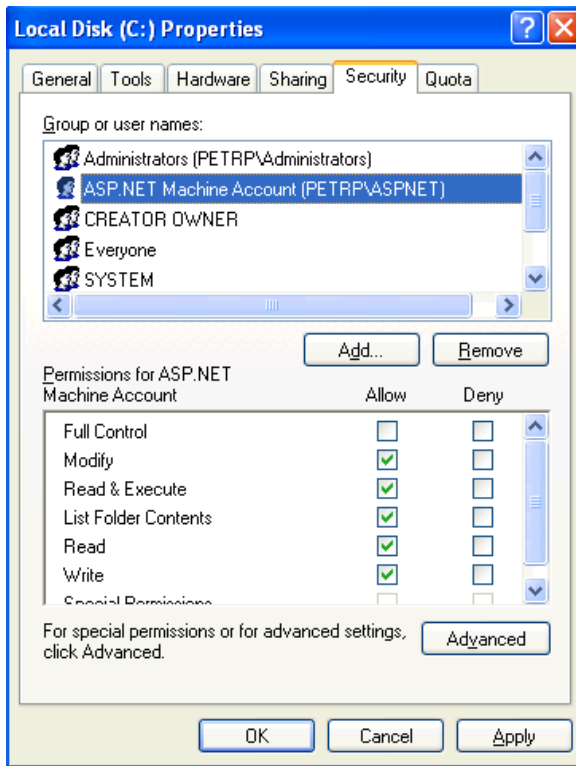 Local Disk (C:) Properties
General Tools Hardware Sharing Security Quota
Group or user names:
Administrators (PETRP\Administrators)
ASP.NET Machine Account (PETRP\ASPNET)
CREATOR OWNER
Everyone
SYSTEM
Add... Remove
Permissions for ASP.NET
Machine Account Allow Deny
Full Control
Modify
Read & Execute
List Folder Contents
Read
Write
Special Permissions
For special permissions or for advanced settings,
click Advanced.
Advanced
OK Cancel Apply